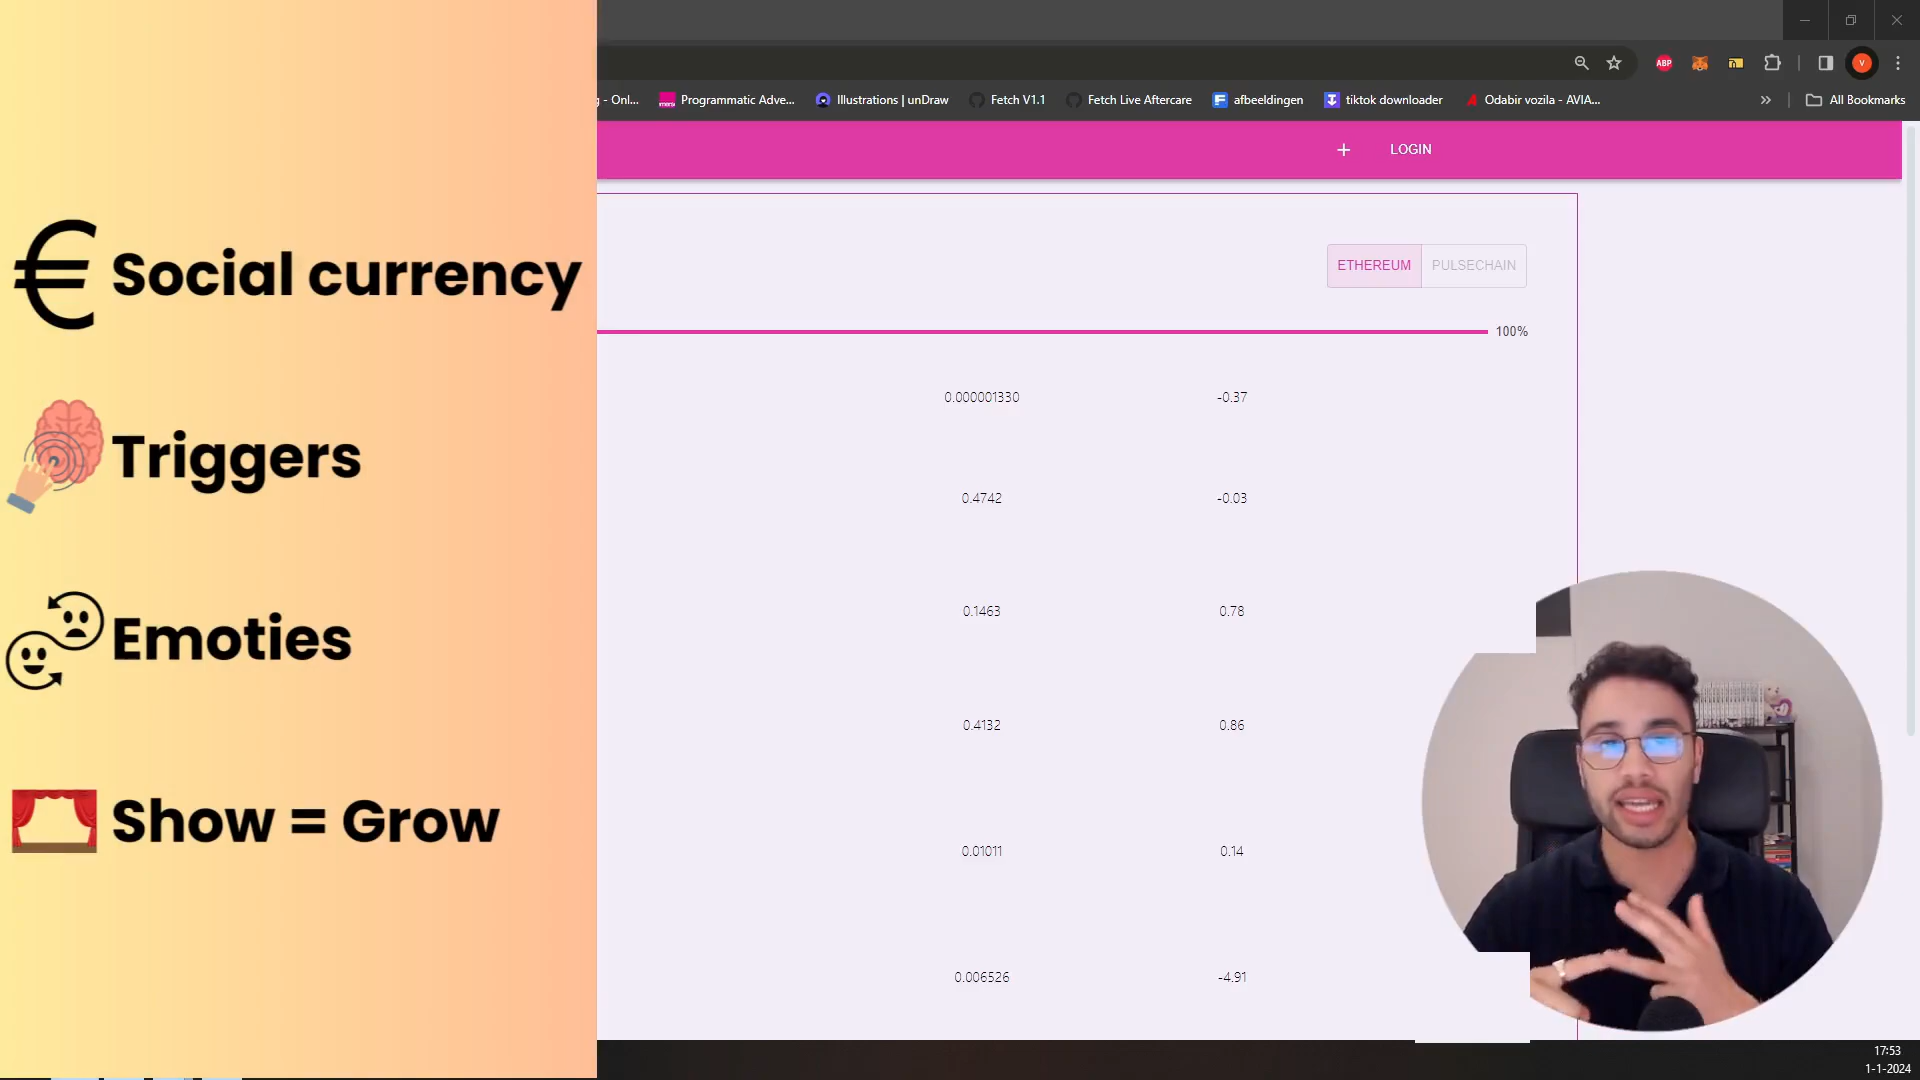 € Social currency
Triggers
Emoties
Show = Grow
g - Onl...
Programmatic Adve...
Illustrations | unDraw
Fetch V1.1
Fetch Live Aftercare
afbeeldingen
tiktok downloader
Odabir vozila - AVIA...
»
All Bookmarks
ABP
V
+ LOGIN
ETHEREUM PULSECHAIN
100%
0.000001330 -0.37
0.4742 -0.03
0.1463 0.78
0.4132 0.86
0.01011 0.14
0.006526 -4.91
17:53
1-1-2024